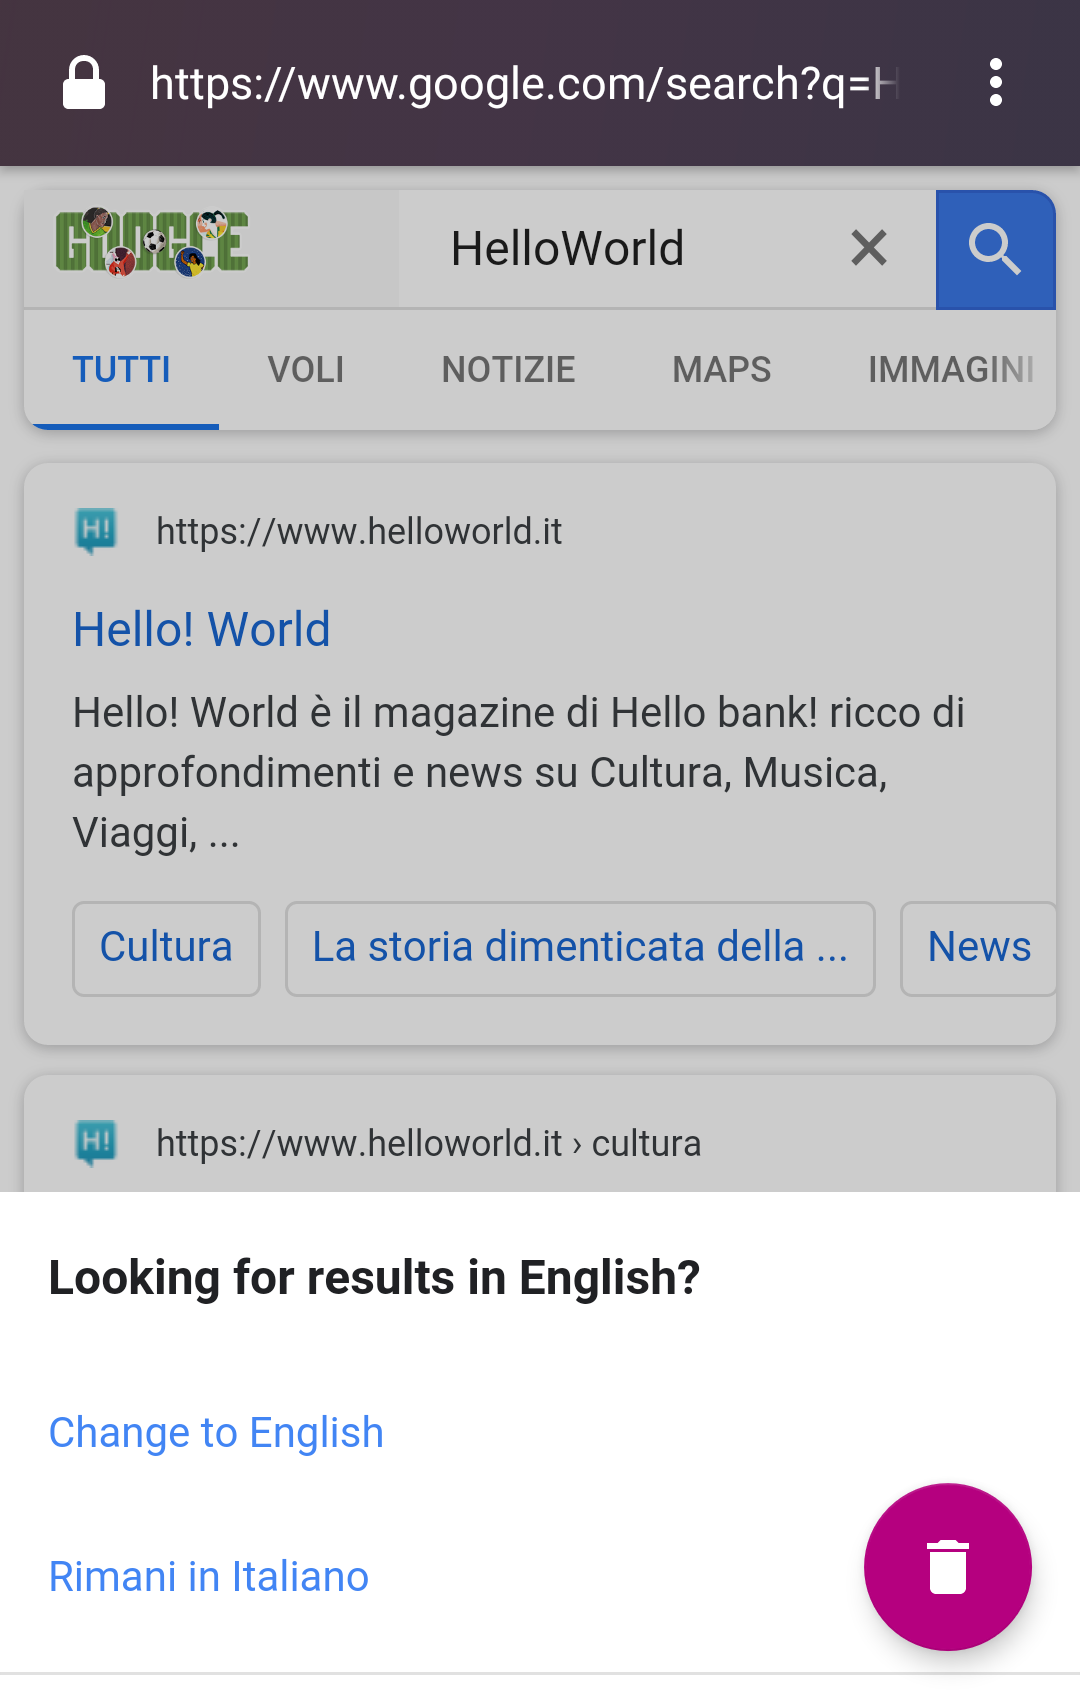 https://www.google.com/search?q=H
GOOGLE
HelloWorld
TUTTI VOLI NOTIZIE MAPS IMMAGINI
H! https://www.helloworld.it
Hello! World
Hello! World è il magazine di Hello bank! ricco di
approfondimenti e news su Cultura, Musica,
Viaggi, ...
Cultura La storia dimenticata della ... News
H! https://www.helloworld.it › cultura
Looking for results in English?
Change to English
Rimani in Italiano